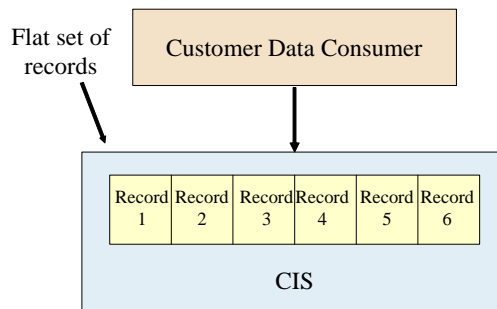 Flat set of
records
Customer Data Consumer
Record Record Record Record Record Record
1 2 3 4 5 6
CIS